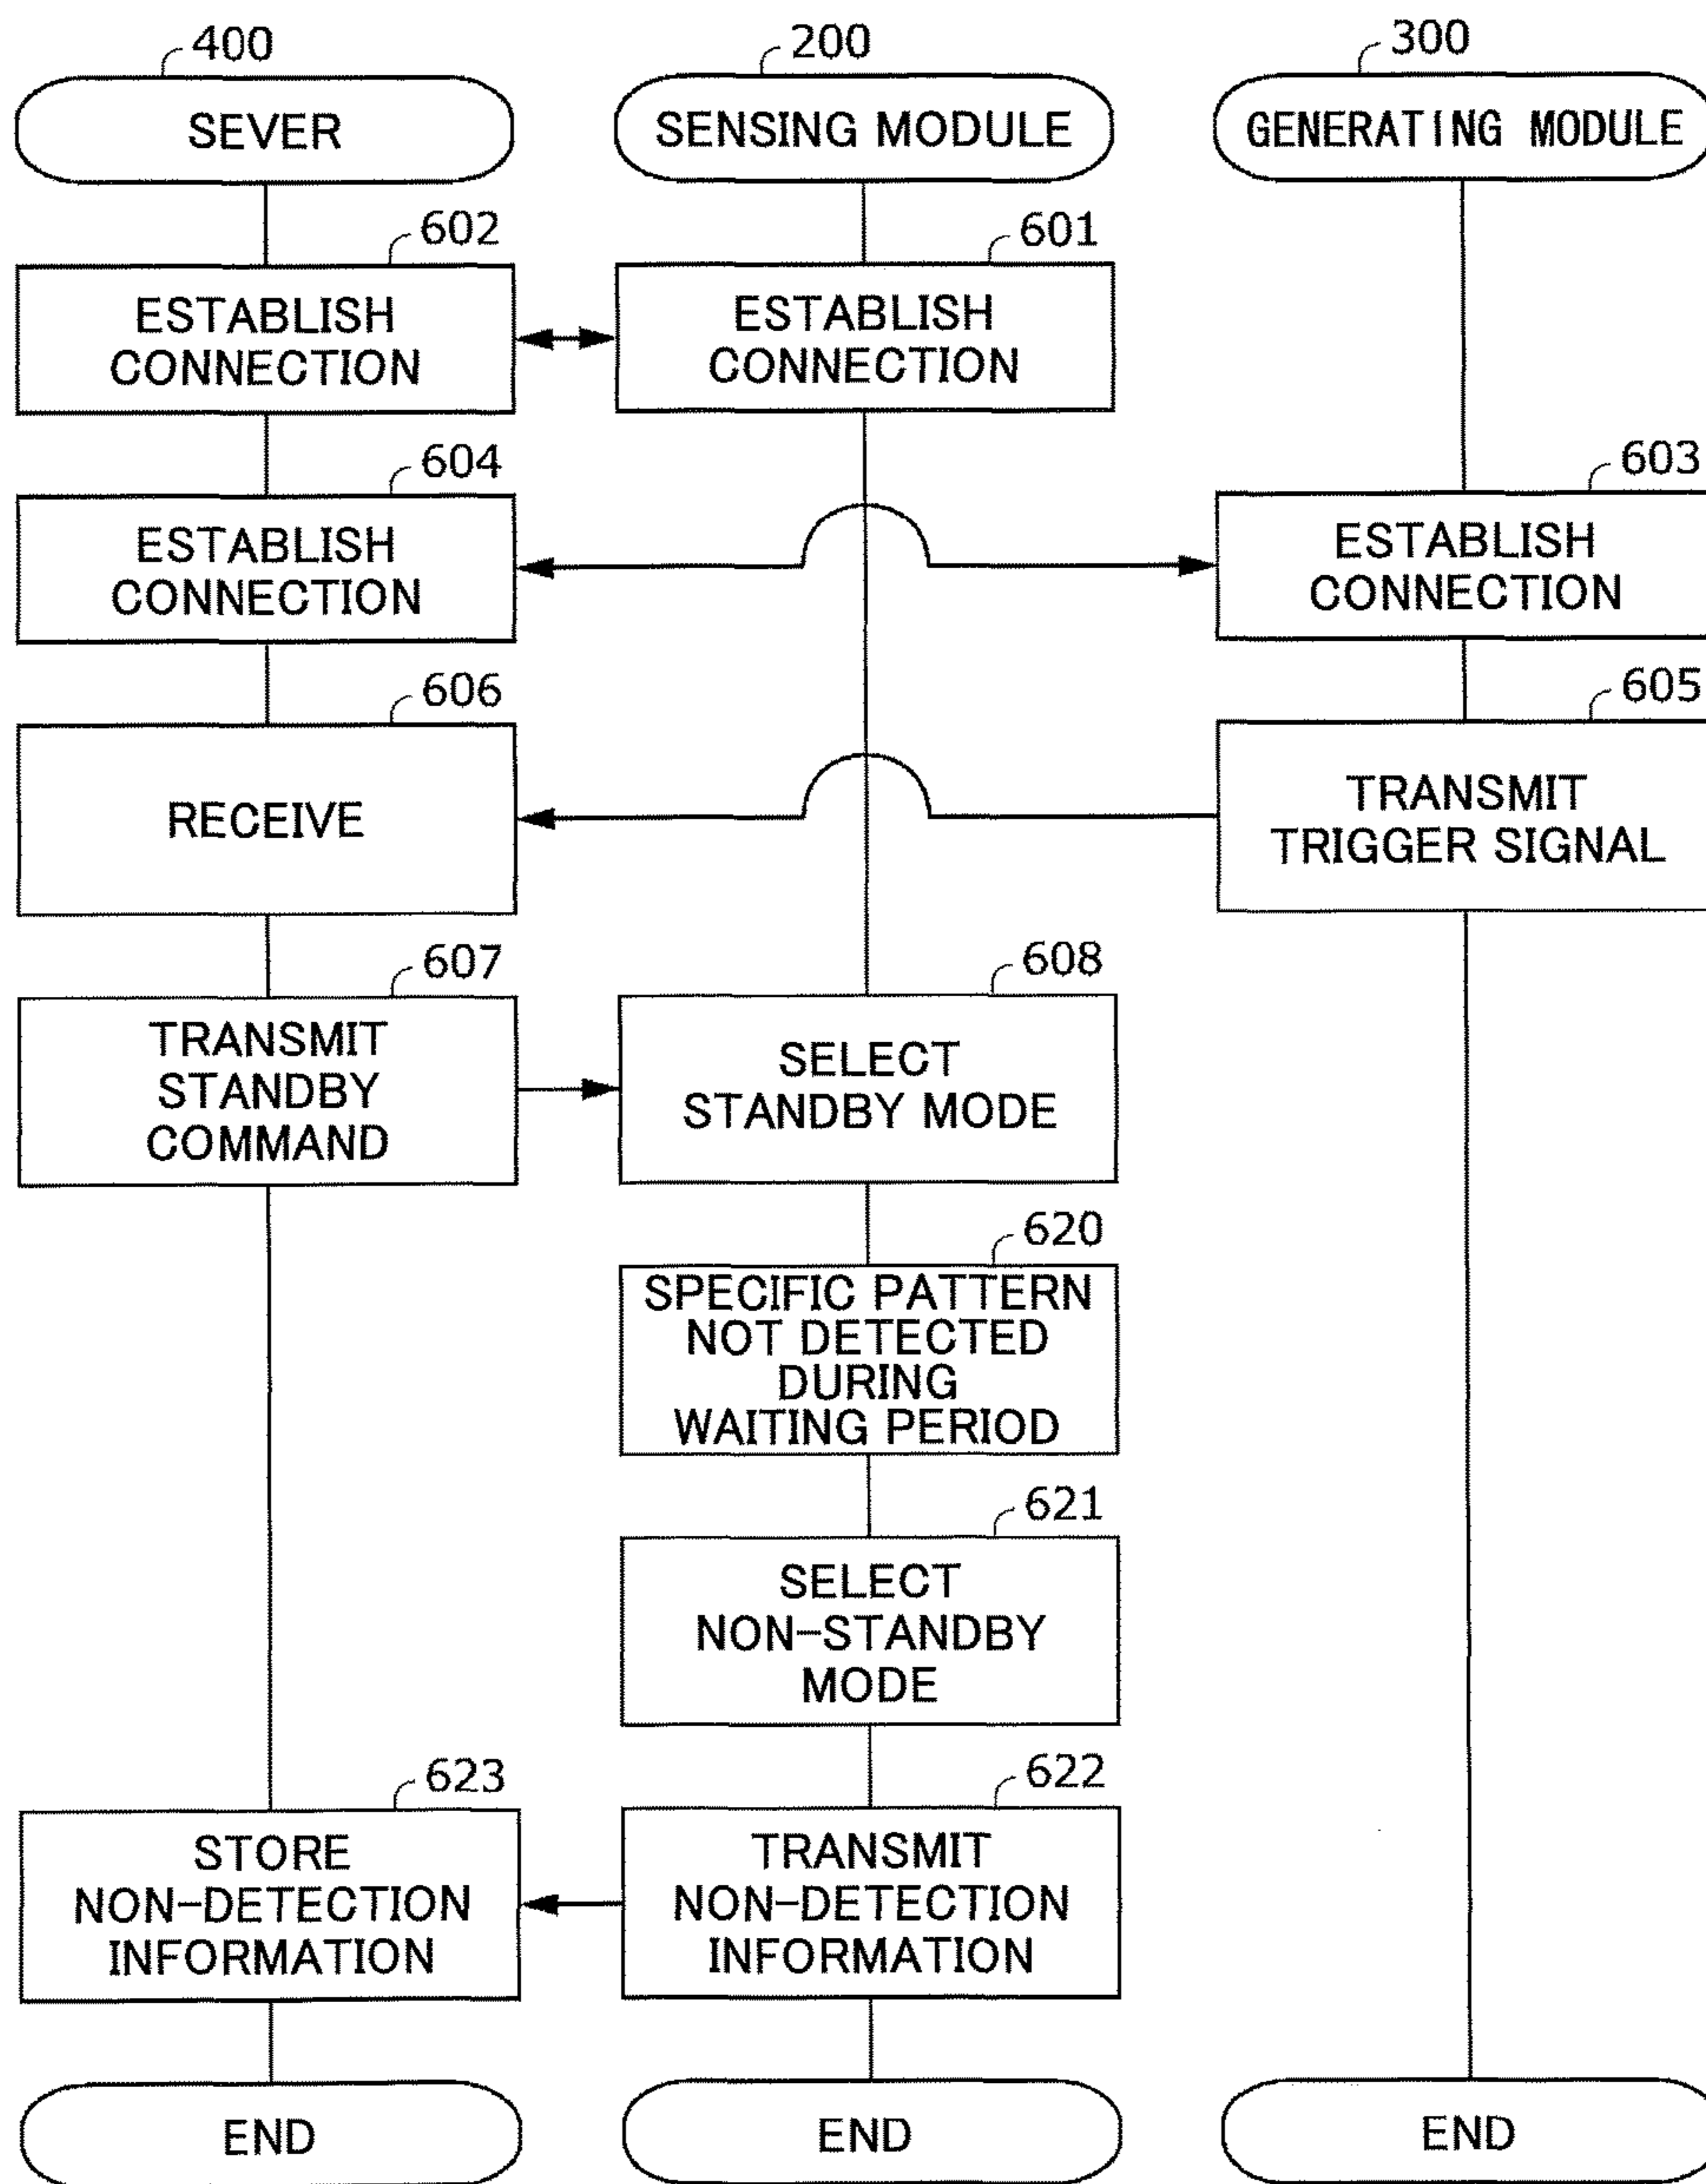 400
200
300
SEVER
SENSING MODULE
GENERATING MODULE
602
601
ESTABLISH
CONNECTION
ESTABLISH
CONNECTION
604
603
ESTABLISH
CONNECTION
ESTABLISH
CONNECTION
606
605
RECEIVE
TRANSMIT
TRIGGER SIGNAL
607
608
TRANSMIT
STANDBY
COMMAND
SELECT
STANDBY MODE
620
SPECIFIC PATTERN
NOT DETECTED
DURING
WAITING PERIOD
621
SELECT
NON-STANDBY
MODE
623
622
STORE
NON-DETECTION
INFORMATION
TRANSMIT
NON-DETECTION
INFORMATION
END
END
END